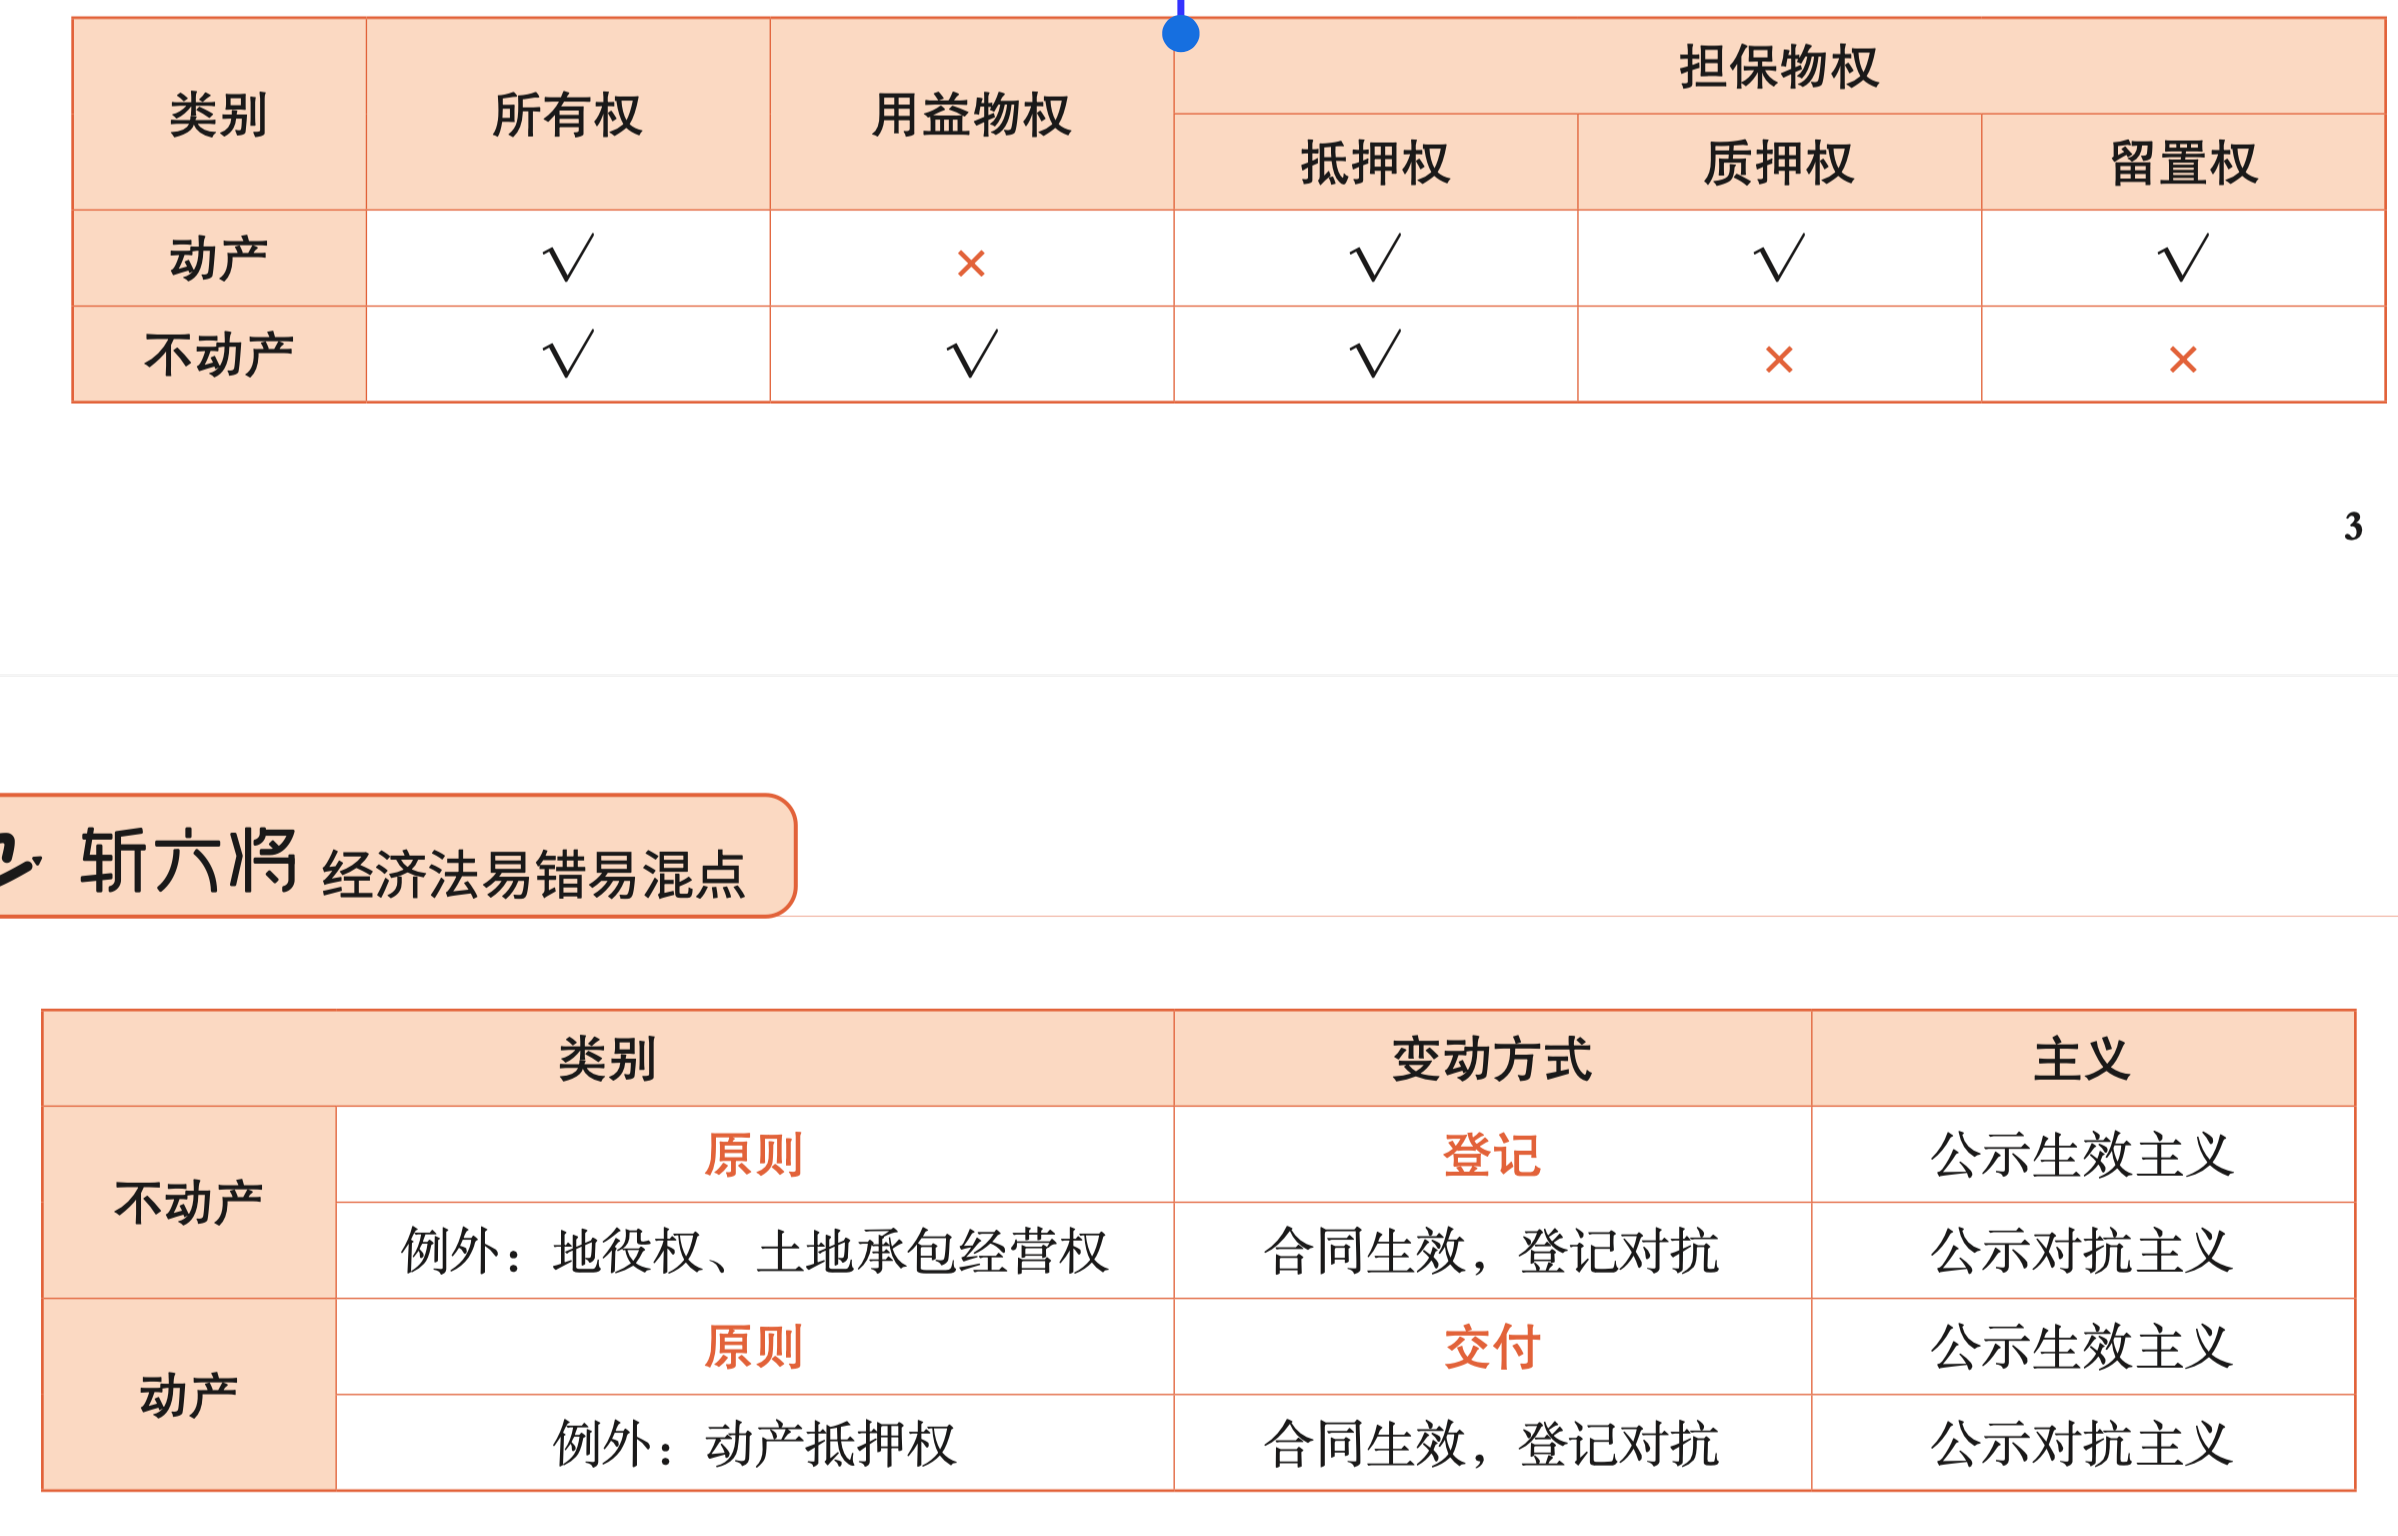 类别 所有权 用益物权 担保物权
抵押权 质押权 留置权
动产 √ × √ √ √
不动产 √ √ √ × ×
3
斩六将 经济法易错易混点
类别 变动方式 主义
不动产 原则 登记 公示生效主义
例外：地役权、土地承包经营权 合同生效，登记对抗 公示对抗主义
动产 原则 交付 公示生效主义
例外：动产抵押权 合同生效，登记对抗 公示对抗主义